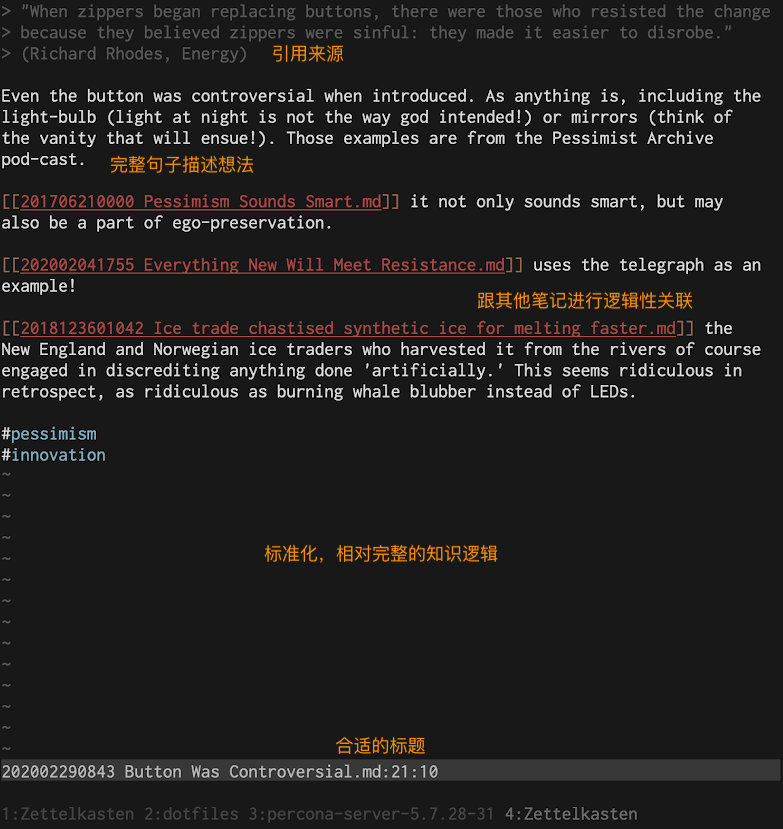 > "When zippers began replacing buttons, there were those who resisted the change
> because they believed zippers were sinful: they made it easier to disrobe."
> (Richard Rhodes, Energy) 引用来源
Even the button was controversial when introduced. As anything is, including the
light-bulb (light at night is not the way god intended!) or mirrors (think of
the vanity that will ensue!). Those examples are from the Pessimist Archive
pod-cast. 完整句子描述想法
[[201706210000 Pessimism Sounds Smart.md]] it not only sounds smart, but may
also be a part of ego-preservation.
[[202002041755 Everything New Will Meet Resistance.md]] uses the telegraph as an
example!
跟其他笔记进行逻辑性关联
[[2018123601042 Ice trade chastised synthetic ice for melting faster.md]] the
New England and Norwegian ice traders who harvested it from the rivers of course
engaged in discrediting anything done 'artificially.' This seems ridiculous in
retrospect, as ridiculous as burning whale blubber instead of LEDs.
#pessimism
#innovation
~
~
~
~
~
标准化，相对完整的知识逻辑
~
~
~
~
~
~
~
~
~
合适的标题
202002290843 Button Was Controversial.md:21:10
1:Zettelkasten 2:dotfiles 3:percona-server-5.7.28-31 4:Zettelkasten